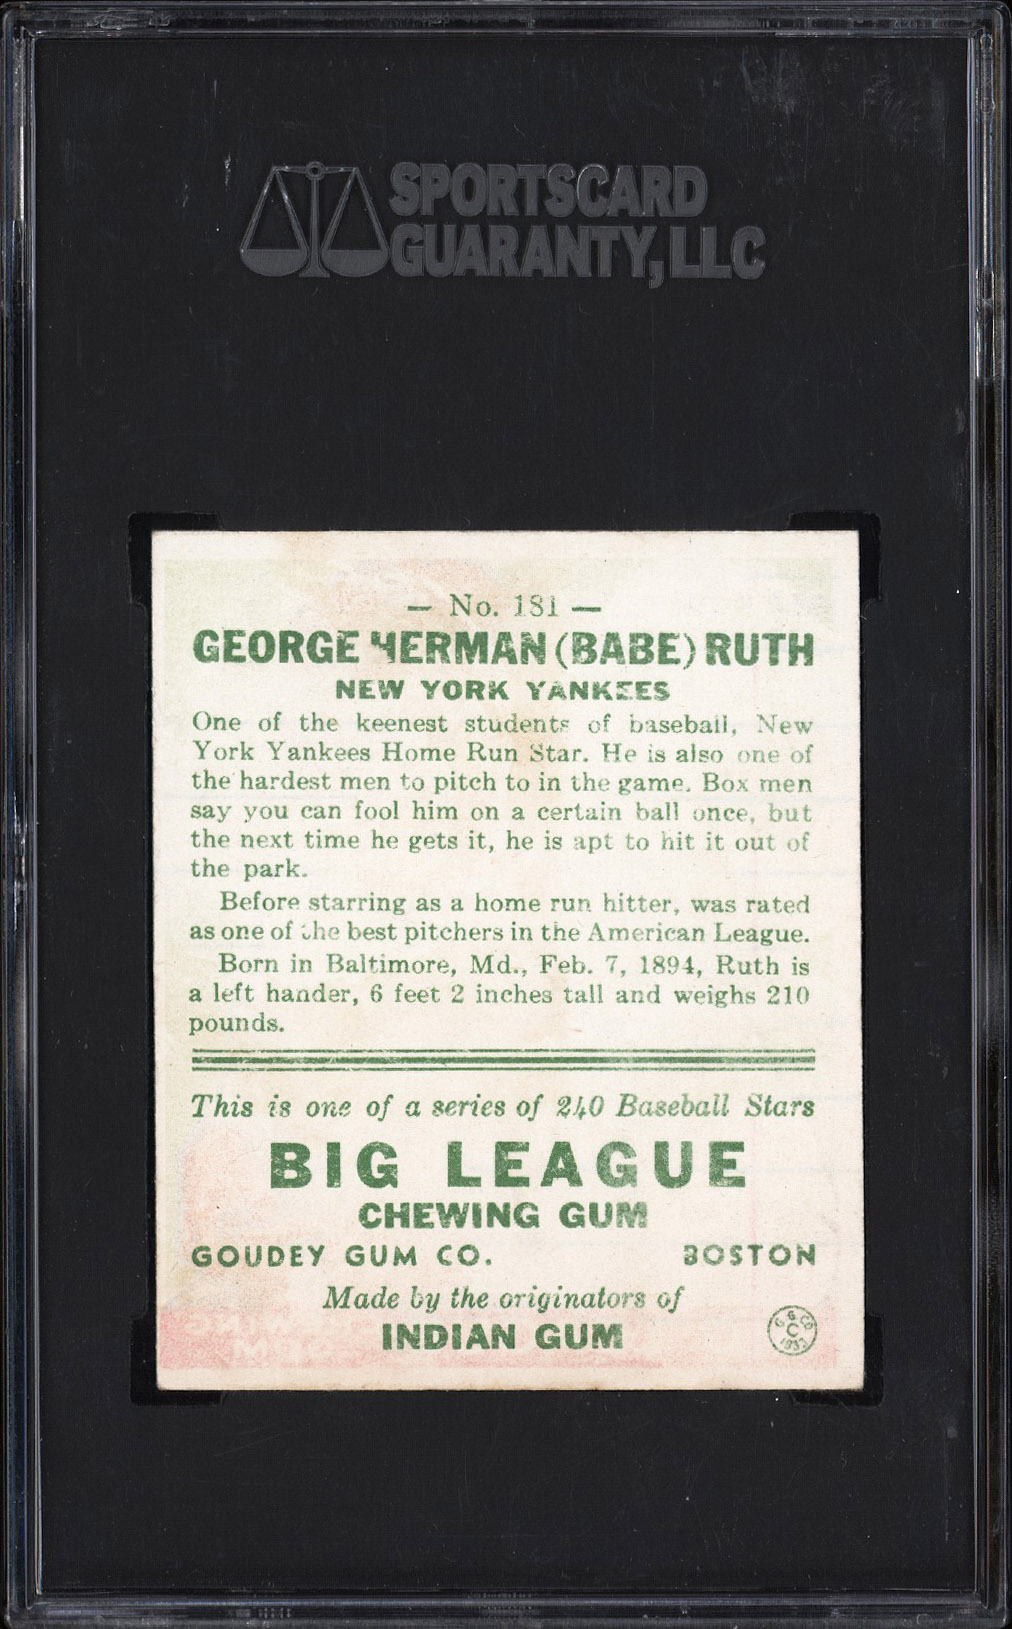 SPORTSCARD
GUARANTY, LLC
— No. 181 —
GEORGE HERMAN (BABE) RUTH
NEW YORK YANKEES
One of the keenest students of baseball, New
York Yankees Home Run Star. He is also one of
the hardest men to pitch to in the game. Box men
say you can fool him on a certain ball once, but
the next time he gets it, he is apt to hit it out of
the park.
Before starring as a home run hitter, was rated
as one of the best pitchers in the American League.
Born in Baltimore, Md., Feb. 7, 1894, Ruth is
a left hander, 6 feet 2 inches tall and weighs 210
pounds.
This is one of a series of 240 Baseball Stars
BIG LEAGUE
CHEWING GUM
GOUDEY GUM CO. BOSTON
Made by the originators of
INDIAN GUM
G. G. CO.
C
1933